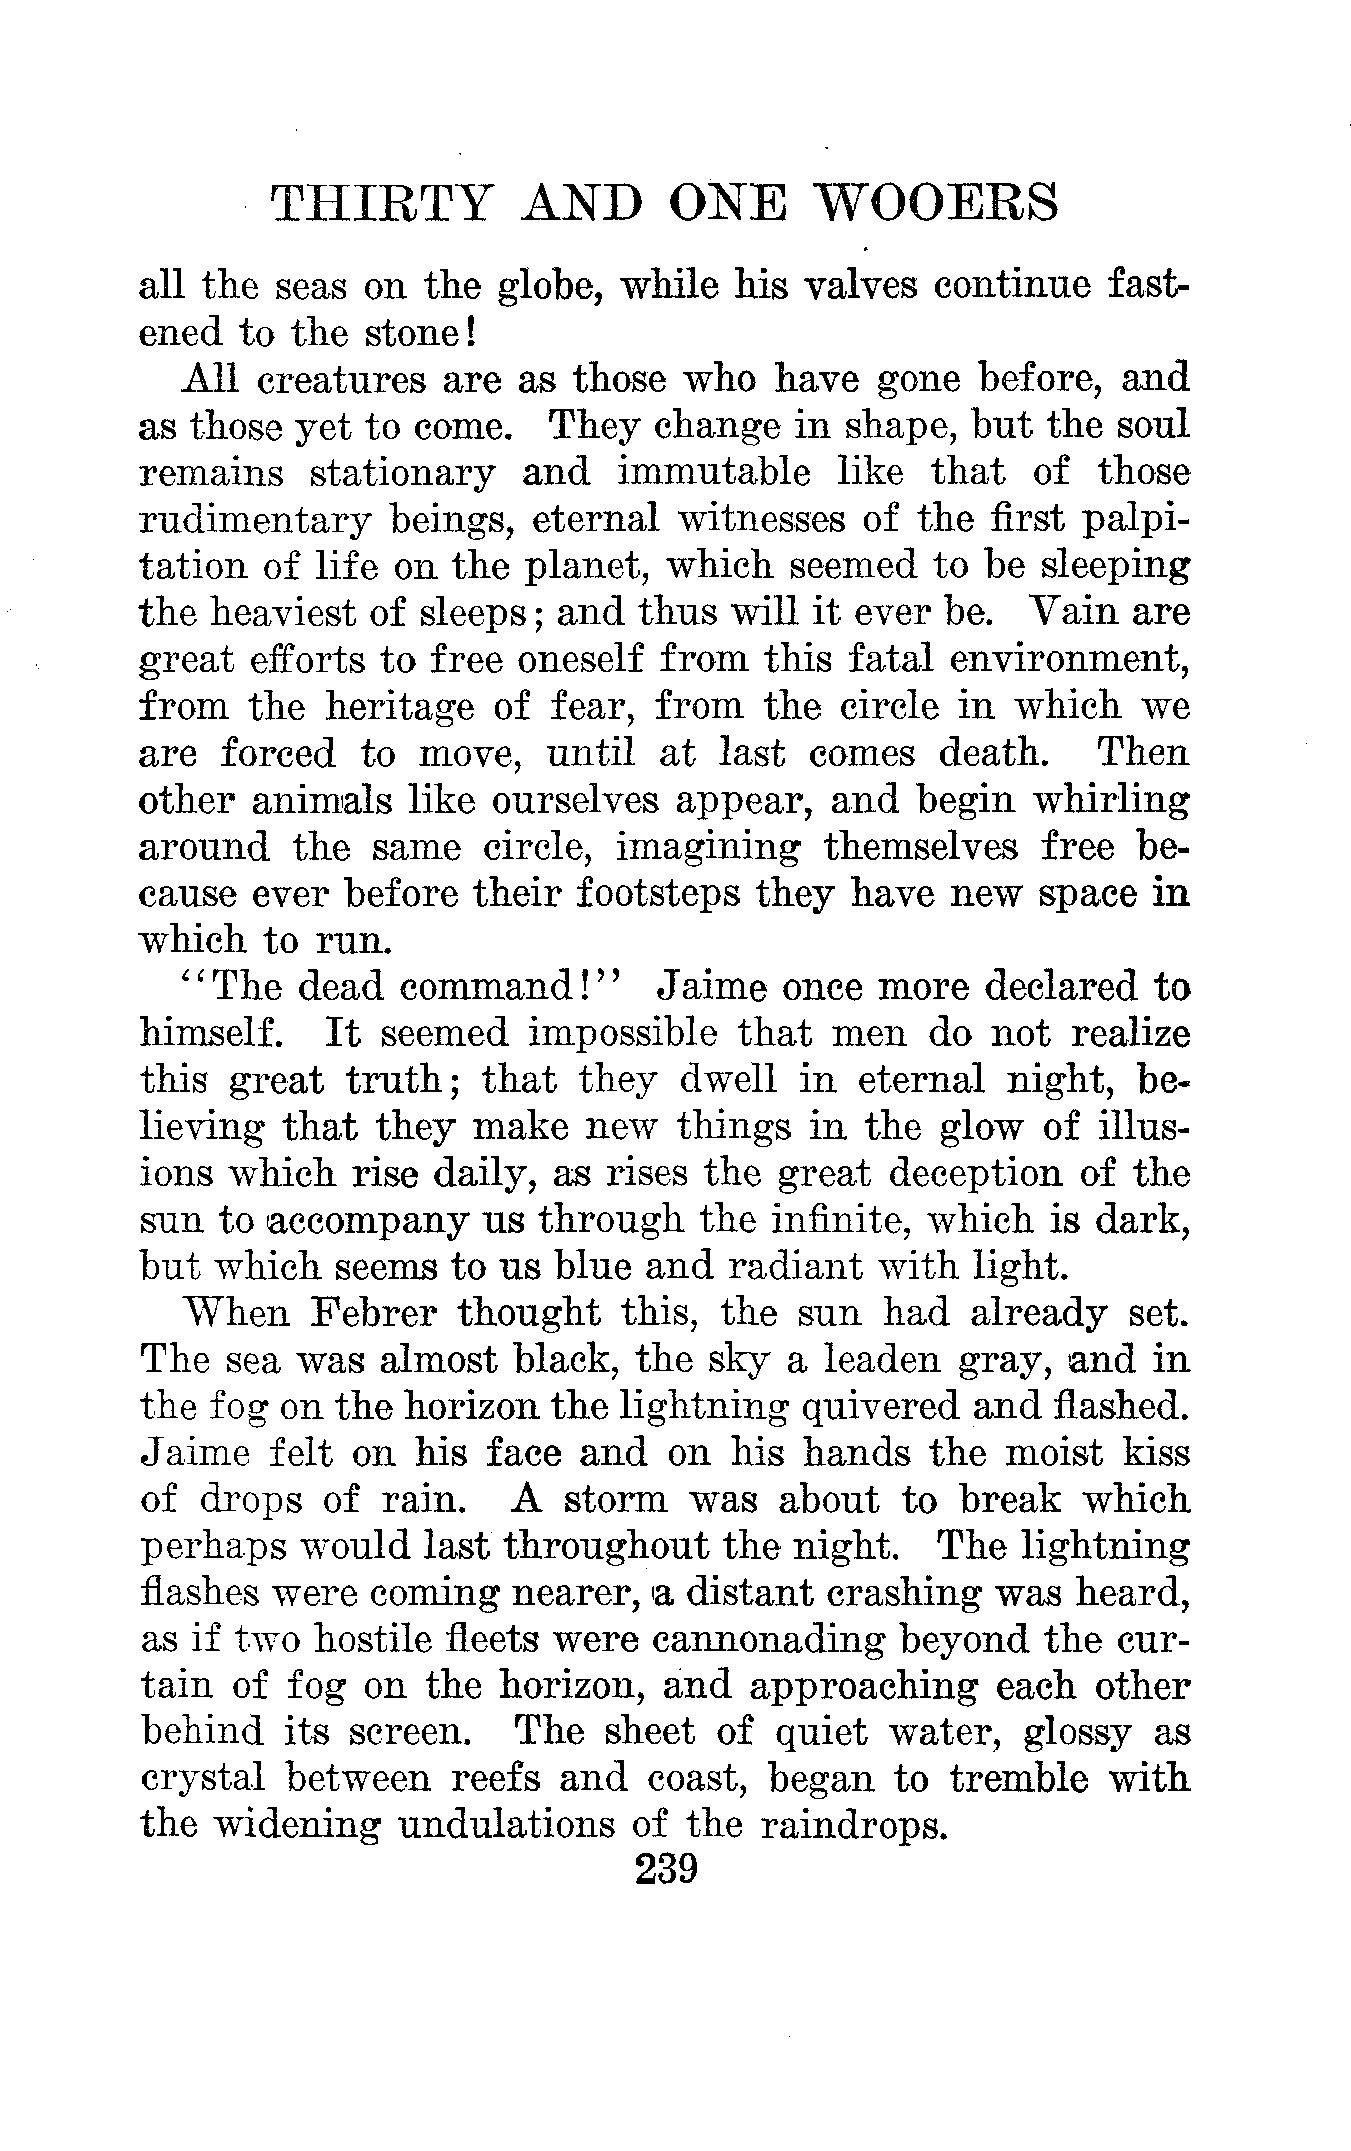 THIRTY AND ONE WOOERS
all the seas on the globe, while his valves continue fast-
ened to the stone!
All creatures are as those who have gone before, and
as those yet to come. They change in shape, but the soul
remains stationary and immutable like that of those
rudimentary beings, eternal witnesses of the first palpi-
tation of life on the planet, which seemed to be sleeping
the heaviest of sleeps; and thus will it ever be. Vain are
great efforts to free oneself from this fatal environment,
from the heritage of fear, from the circle in which we
are forced to move, until at last comes death. Then
other animals like ourselves appear, and begin whirling
around the same circle, imagining themselves free be-
cause ever before their footsteps they have new space in
which to run.
"The dead command!" Jaime once more declared to
himself. It seemed impossible that men do not realize
this great truth; that they dwell in eternal night, be-
lieving that they make new things in the glow of illus-
ions which rise daily, as rises the great deception of the
sun to accompany us through the infinite, which is dark,
but which seems to us blue and radiant with light.
When Febrer thought this, the sun had already set.
The sea was almost black, the sky a leaden gray, and in
the fog on the horizon the lightning quivered and flashed.
Jaime felt on his face and on his hands the moist kiss
of drops of rain. A storm was about to break which
perhaps would last throughout the night. The lightning
flashes were coming nearer, a distant crashing was heard,
as if two hostile fleets were cannonading beyond the cur-
tain of fog on the horizon, and approaching each other
behind its screen. The sheet of quiet water, glossy as
crystal between reefs and coast, began to tremble with
the widening undulations of the raindrops.
239